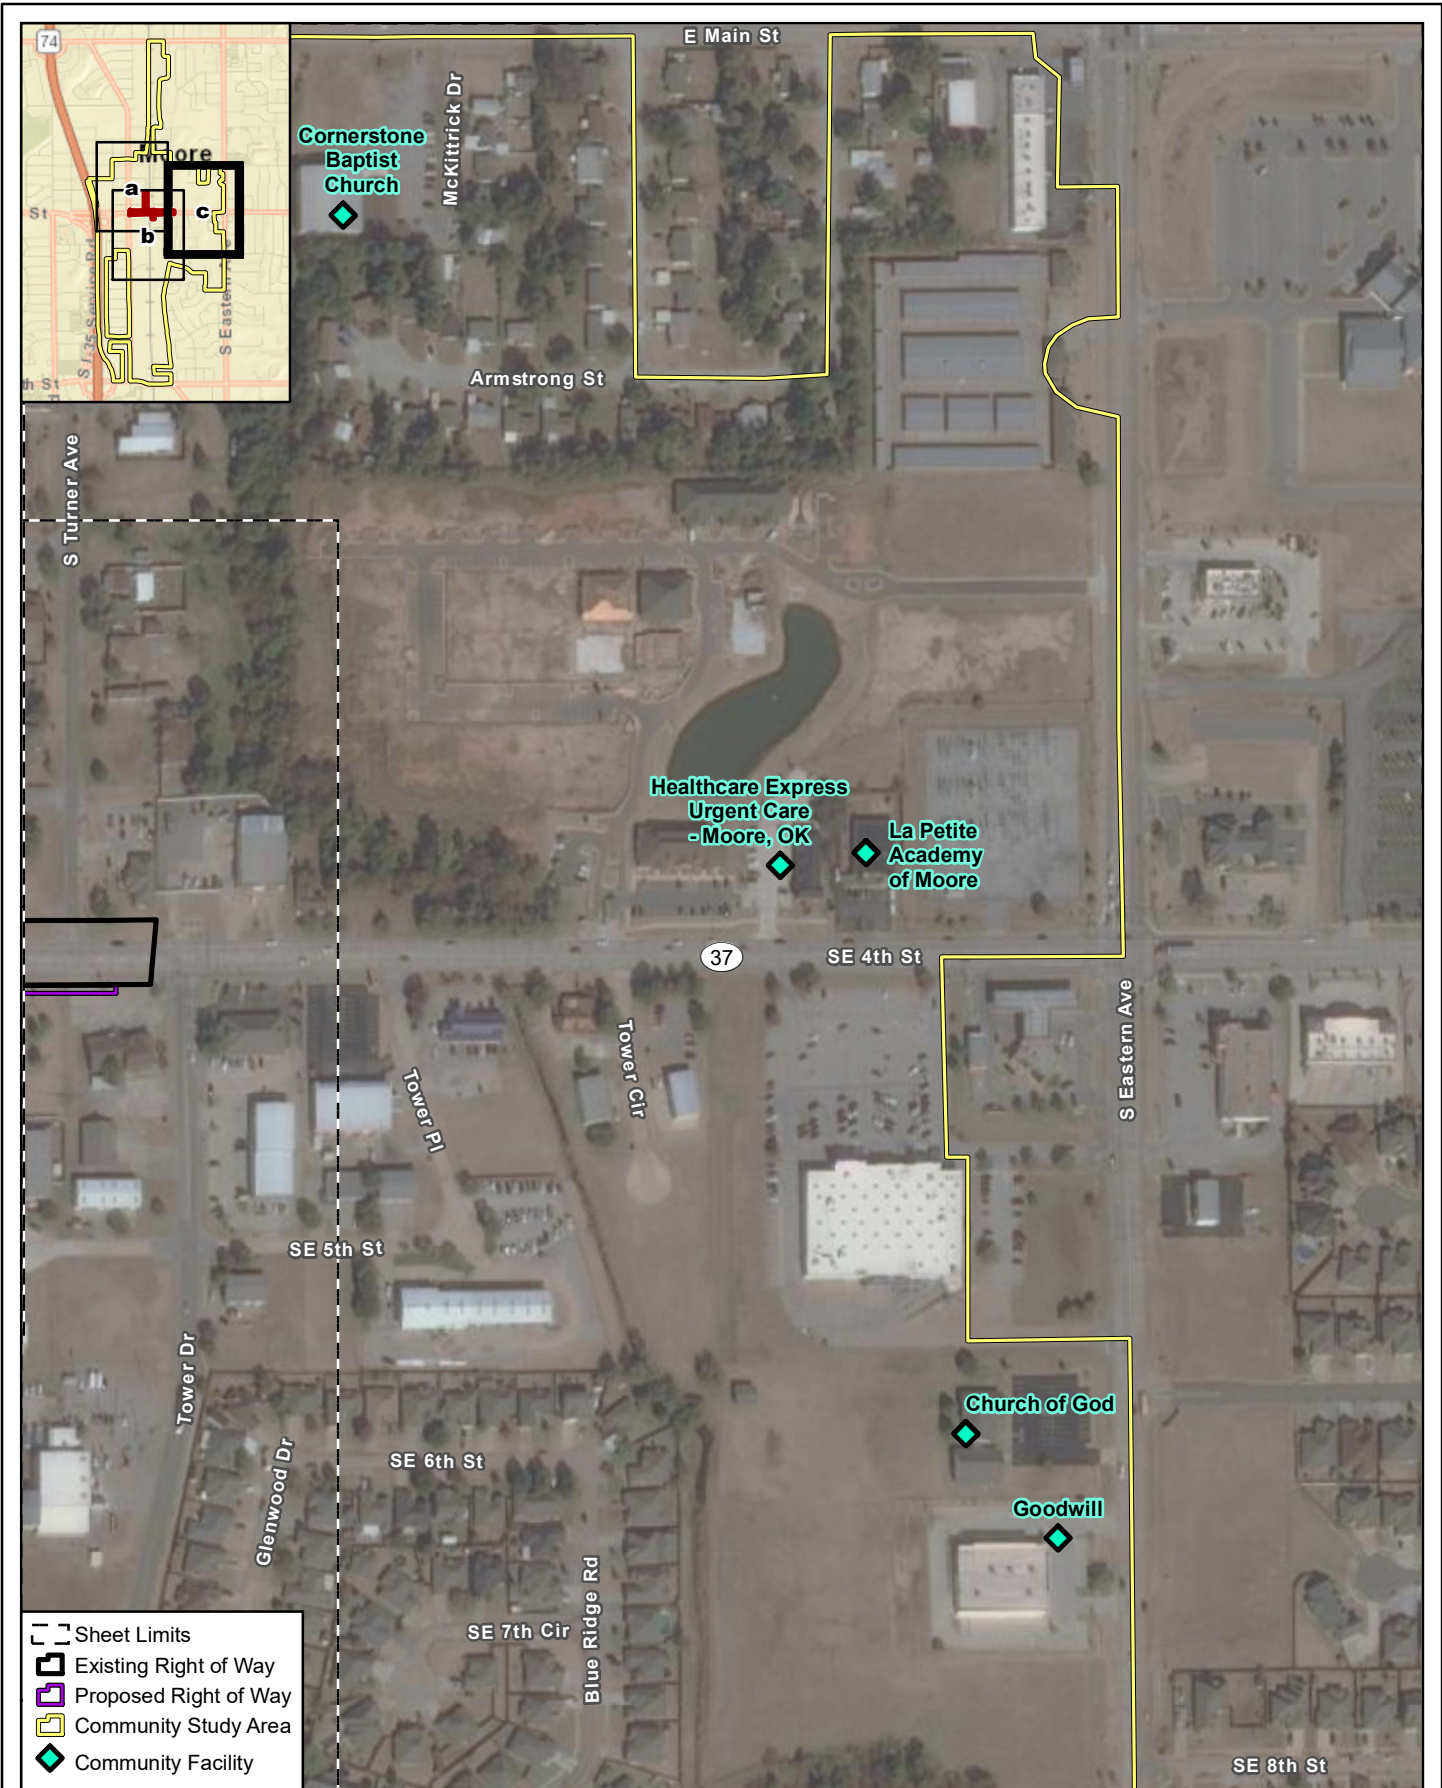 74
Moore
a
b
c
St
S I 35 Service Rd
S Eastern Ave
th St
E Main St
McKittrick Dr
Cornerstone
Baptist
Church
Armstrong St
S Turner Ave
Healthcare Express
Urgent Care
- Moore, OK
La Petite
Academy
of Moore
37
SE 4th St
S Eastern Ave
Tower Cir
Tower Pl
SE 5th St
Tower Dr
Glenwood Dr
SE 6th St
Church of God
Goodwill
Blue Ridge Rd
SE 7th Cir
SE 8th St
Sheet Limits
Existing Right of Way
Proposed Right of Way
Community Study Area
Community Facility